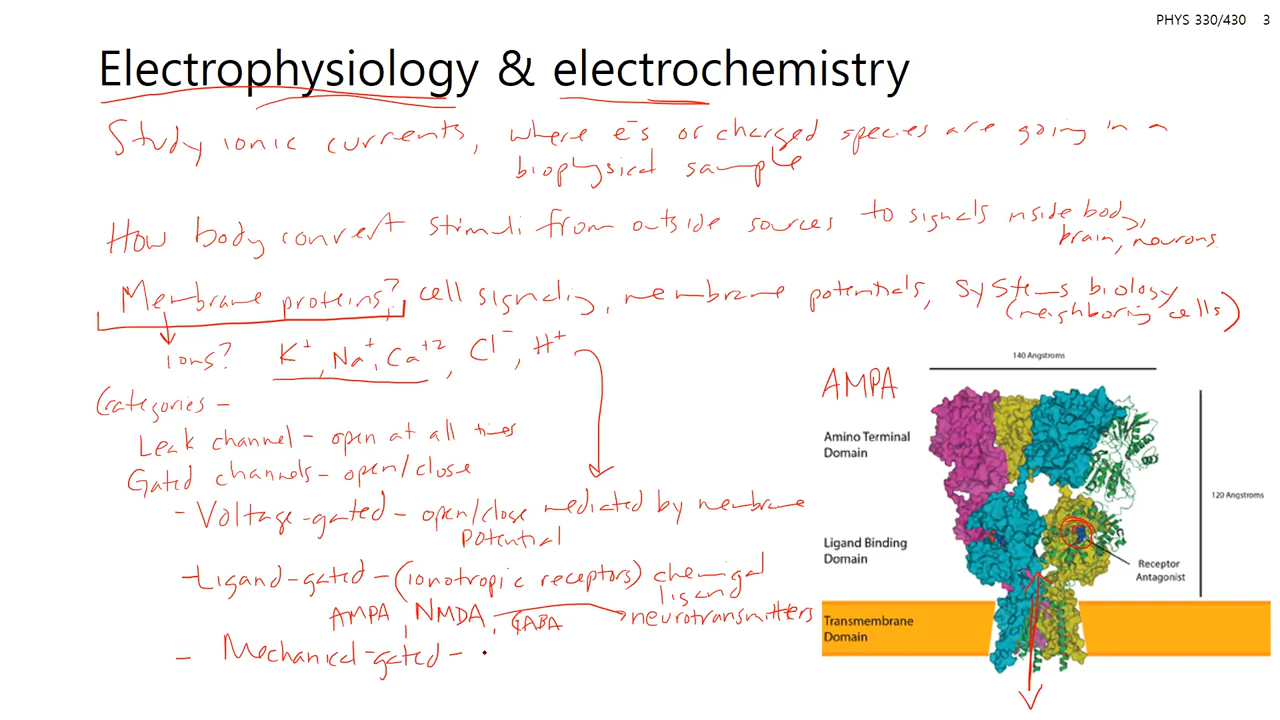 PHYS 330/430 3
Electrophysiology & electrochemistry
Study ionic currents, where e⁻s or charged species are going in a
biophysical sample
How body convert stimuli from outside sources to signals inside body,
brain, neurons
Membrane proteins? cell signaling, membrane potentials, systems biology
(neighboring cells)
Ions? K⁺, Na⁺, Ca⁺², Cl⁻, H⁺
Categories -
Leak channel - open at all times
Gated channels - open/close
- Voltage-gated - open/close mediated by membrane
potential
- Ligand-gated - (ionotropic receptors) chemical
ligand
AMPA, NMDA, GABA neurotransmitters
- Mechanical-gated -
AMPA
140 Angstroms
Amino Terminal
Domain
120 Angstroms
Ligand Binding
Domain
Receptor
Antagonist
Transmembrane
Domain